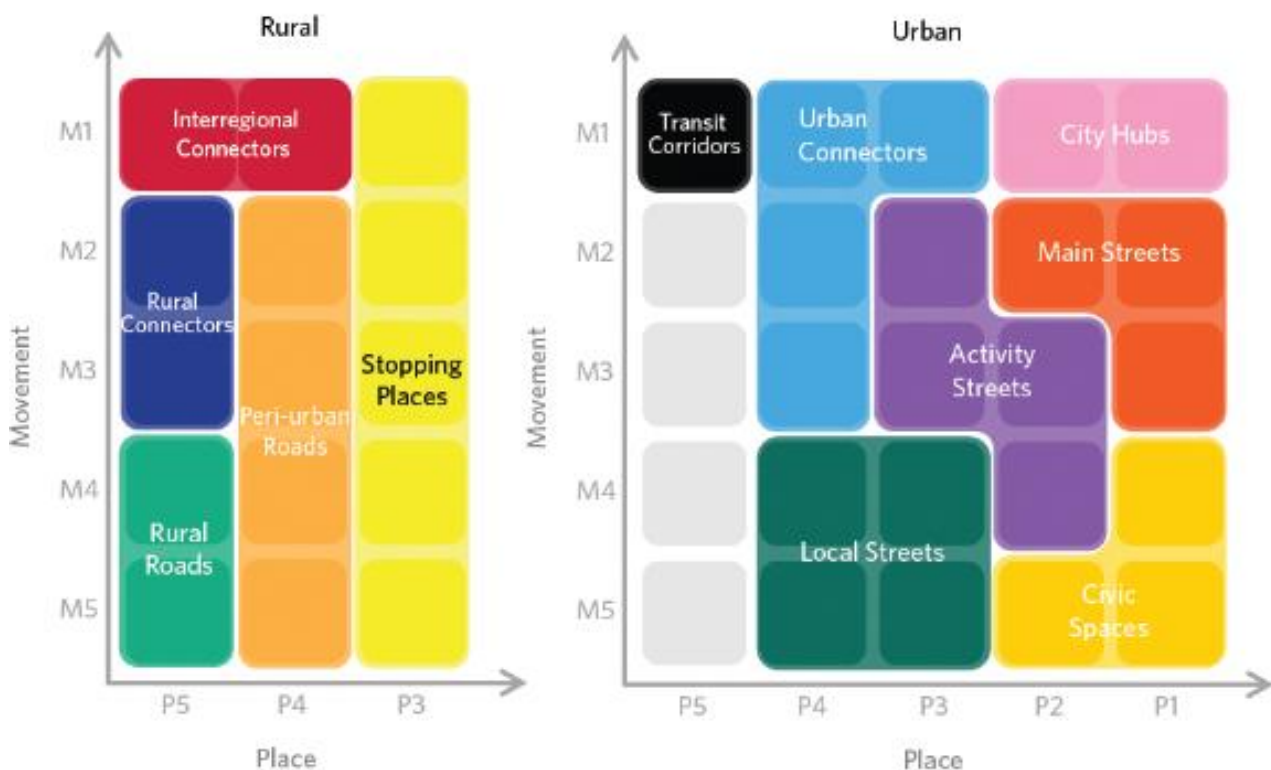 Rural
Interregional
Connectors
Rural
Connectors
Peri-urban
Roads
Stopping
Places
Rural
Roads
M1
M2
M3
M4
M5
Movement
P5
P4
P3
Place
Urban
Transit
Corridors
Urban
Connectors
City Hubs
Main Streets
Activity
Streets
Local Streets
Civic
Spaces
M1
M2
M3
M4
M5
Movement
P5
P4
P3
P2
P1
Place